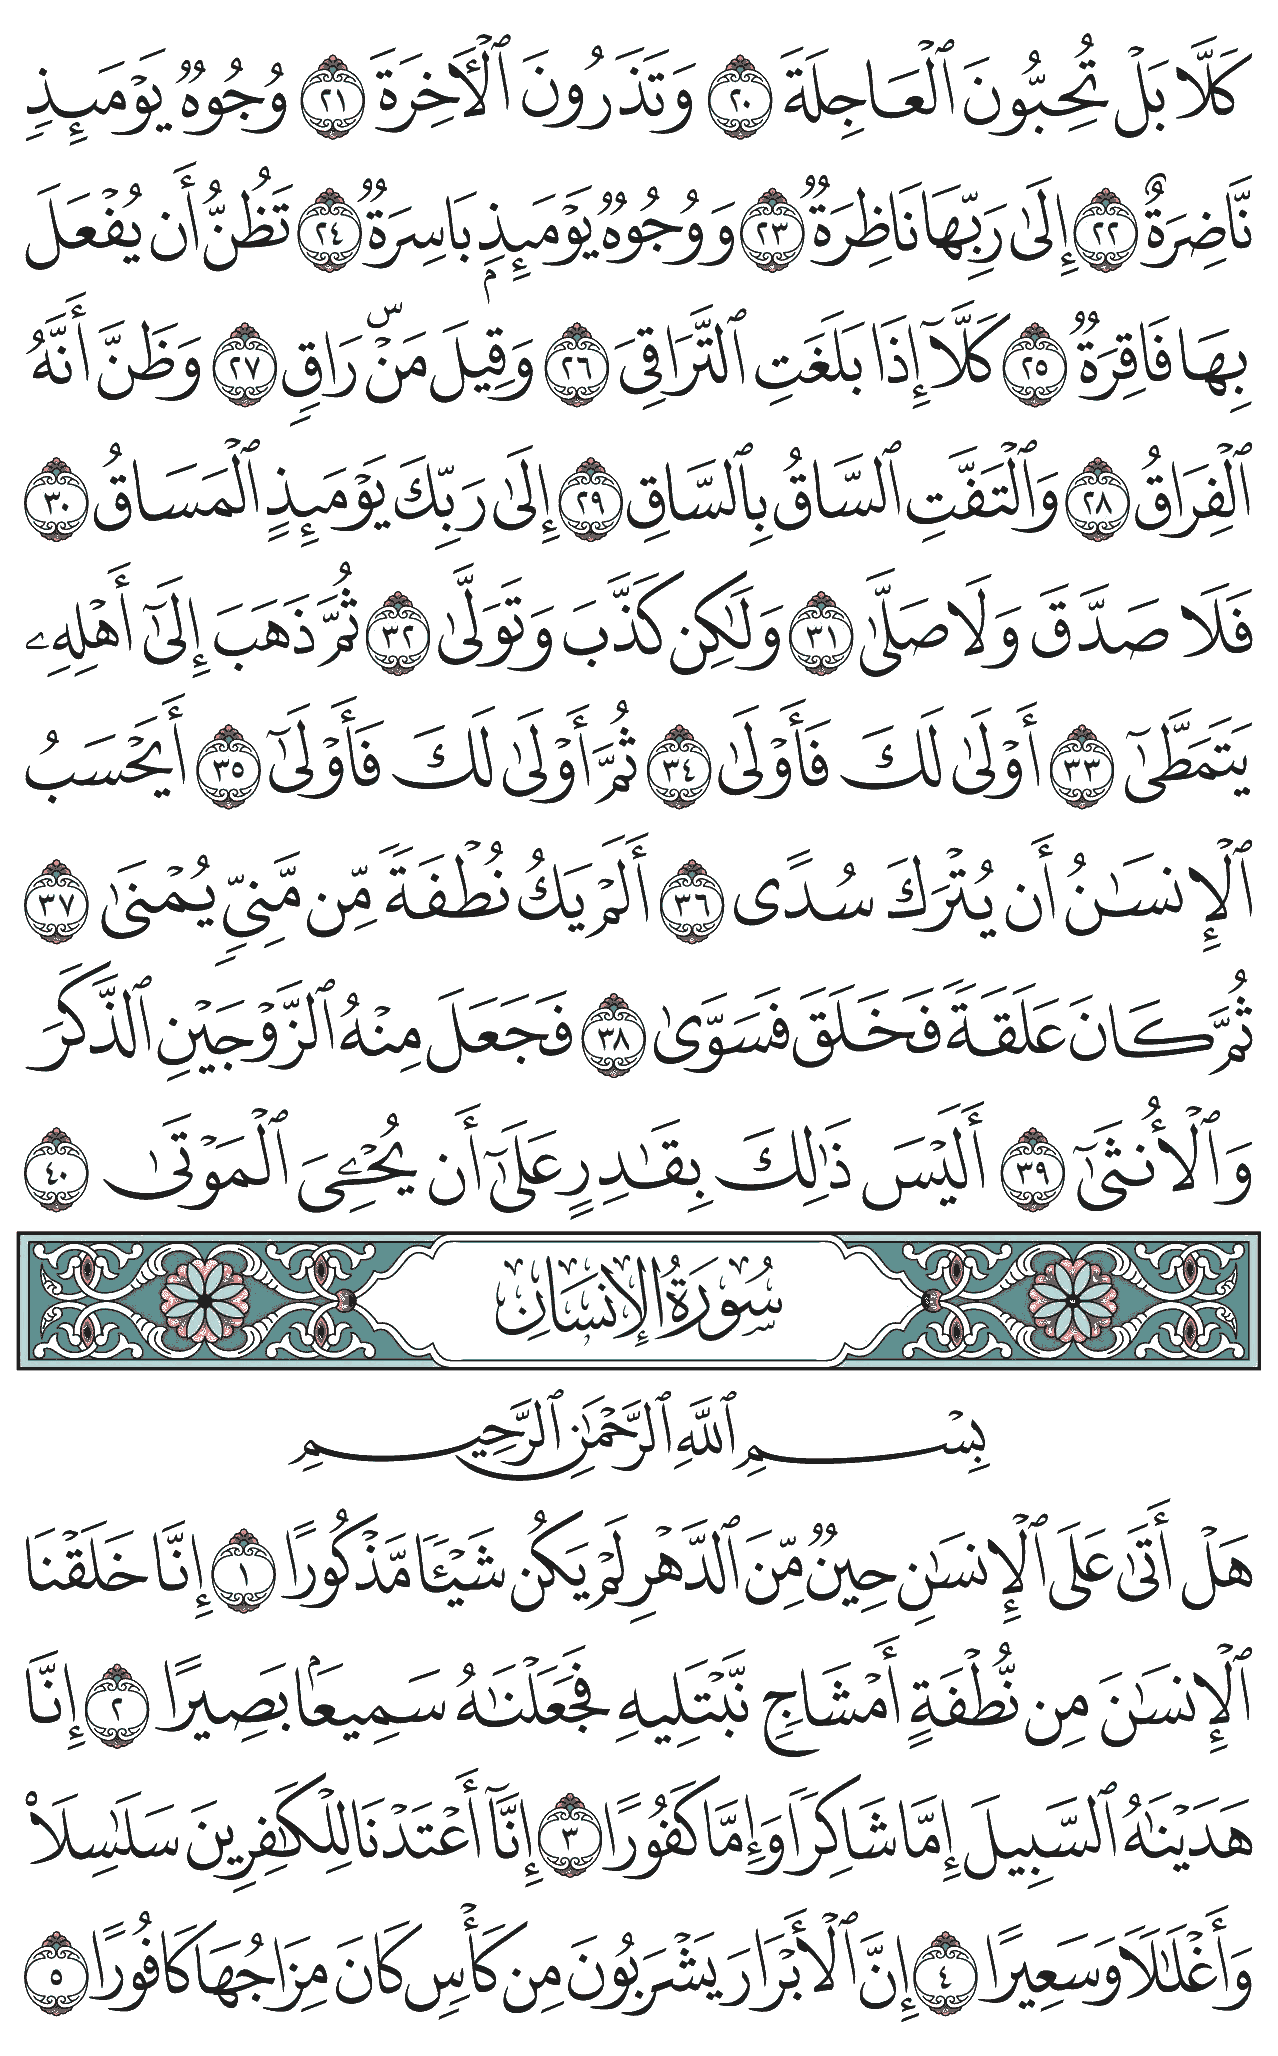 كَلَّا بَلۡ تُحِبُّونَ ٱلۡعَاجِلَةَ ٢٠ وَتَذَرُونَ ٱلۡأٓخِرَةَ ٢١ وُجُوهٞ يَوۡمَئِذٖ
نَّاضِرَةٌ ٢٢ إِلَىٰ رَبِّهَا نَاظِرَةٞ ٢٣ وَوُجُوهٞ يَوۡمَئِذِۭ بَاسِرَةٞ ٢٤ تَظُنُّ أَن يُفۡعَلَ
بِهَا فَاقِرَةٞ ٢٥ كَلَّآ إِذَا بَلَغَتِ ٱلتَّرَاقِيَ ٢٦ وَقِيلَ مَنۡۜ رَاقٖ ٢٧ وَظَنَّ أَنَّهُ
ٱلۡفِرَاقُ ٢٨ وَٱلۡتَفَّتِ ٱلسَّاقُ بِٱلسَّاقِ ٢٩ إِلَىٰ رَبِّكَ يَوۡمَئِذٍ ٱلۡمَسَاقُ ٣٠
فَلَا صَدَّقَ وَلَا صَلَّىٰ ٣١ وَلَٰكِن كَذَّبَ وَتَوَلَّىٰ ٣٢ ثُمَّ ذَهَبَ إِلَىٰٓ أَهۡلِهِۦ
يَتَمَطَّىٰٓ ٣٣ أَوۡلَىٰ لَكَ فَأَوۡلَىٰ ٣٤ ثُمَّ أَوۡلَىٰ لَكَ فَأَوۡلَىٰٓ ٣٥ أَيَحۡسَبُ
ٱلۡإِنسَٰنُ أَن يُتۡرَكَ سُدًى ٣٦ أَلَمۡ يَكُ نُطۡفَةٗ مِّن مَّنِيّٖ يُمۡنَىٰ ٣٧
ثُمَّ كَانَ عَلَقَةٗ فَخَلَقَ فَسَوَّىٰ ٣٨ فَجَعَلَ مِنۡهُ ٱلزَّوۡجَيۡنِ ٱلذَّكَرَ
وَٱلۡأُنثَىٰٓ ٣٩ أَلَيۡسَ ذَٰلِكَ بِقَٰدِرٍ عَلَىٰٓ أَن يُحۡـِۧيَ ٱلۡمَوۡتَىٰ ٤٠
سُورَةُ الإِنسَانِ
بِسۡمِ ٱللَّهِ ٱلرَّحۡمَٰنِ ٱلرَّحِيمِ
هَلۡ أَتَىٰ عَلَى ٱلۡإِنسَٰنِ حِينٞ مِّنَ ٱلدَّهۡرِ لَمۡ يَكُن شَيۡـٔٗا مَّذۡكُورًا ١ إِنَّا خَلَقۡنَا
ٱلۡإِنسَٰنَ مِن نُّطۡفَةٍ أَمۡشَاجٖ نَّبۡتَلِيهِ فَجَعَلۡنَٰهُ سَمِيعَۢا بَصِيرًا ٢ إِنَّا
هَدَيۡنَٰهُ ٱلسَّبِيلَ إِمَّا شَاكِرٗا وَإِمَّا كَفُورًا ٣ إِنَّآ أَعۡتَدۡنَا لِلۡكَٰفِرِينَ سَلَٰسِلَاْ
وَأَغۡلَٰلٗا وَسَعِيرًا ٤ إِنَّ ٱلۡأَبۡرَارَ يَشۡرَبُونَ مِن كَأۡسٖ كَانَ مِزَاجُهَا كَافُورًا ٥